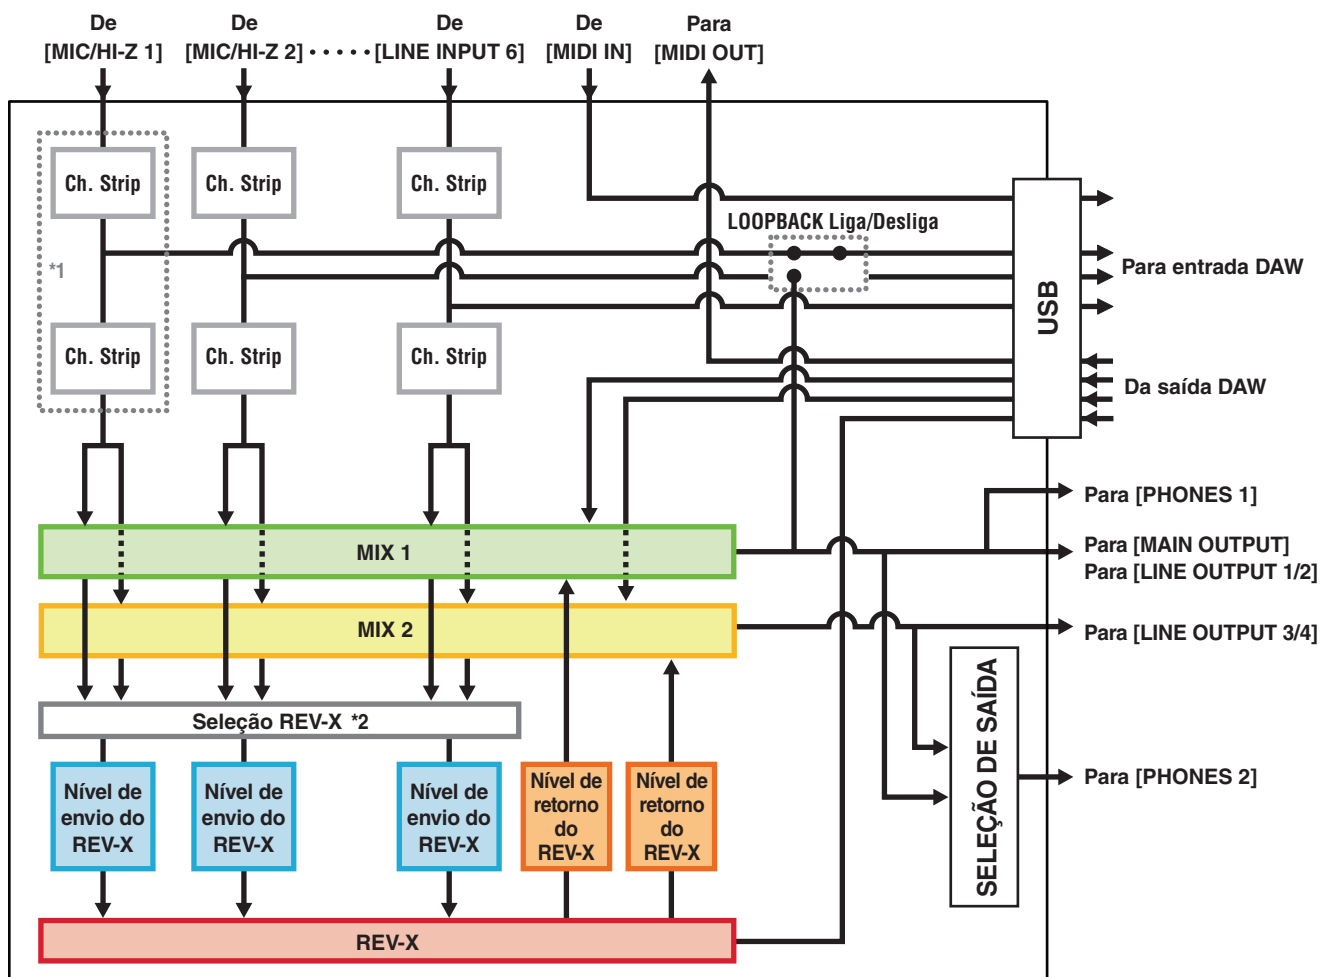 De
[MIC/HI-Z 1]
De
[MIC/HI-Z 2]
De
[LINE INPUT 6]
De
[MIDI IN]
Para
[MIDI OUT]
Ch. Strip
Ch. Strip
Ch. Strip
LOOPBACK Liga/Desliga
*1
USB
Para entrada DAW
Ch. Strip
Ch. Strip
Ch. Strip
Da saída DAW
Para [PHONES 1]
MIX 1
Para [MAIN OUTPUT]
Para [LINE OUTPUT 1/2]
MIX 2
Para [LINE OUTPUT 3/4]
Seleção REV-X *2
SELEÇÃO DE SAÍDA
Para [PHONES 2]
Nível de
envio do
REV-X
Nível de
envio do
REV-X
Nível de
envio do
REV-X
Nível de
retorno
do
REV-X
Nível de
retorno
do
REV-X
REV-X